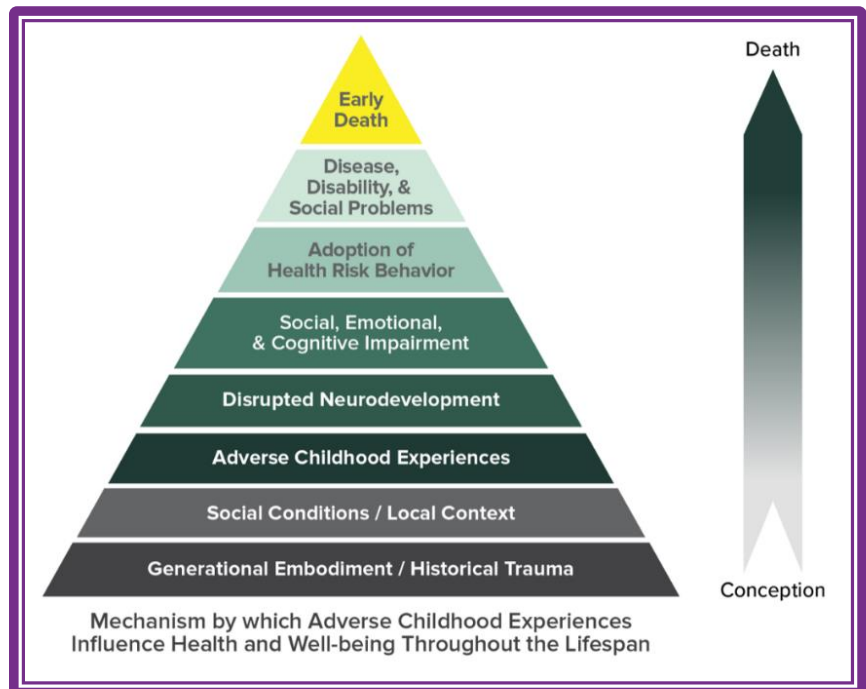 Death
Early
Death
Disease,
Disability, &
Social Problems
Adoption of
Health Risk Behavior
Social, Emotional,
& Cognitive Impairment
Disrupted Neurodevelopment
Adverse Childhood Experiences
Social Conditions / Local Context
Generational Embodiment / Historical Trauma
Conception
Mechanism by which Adverse Childhood Experiences
Influence Health and Well-being Throughout the Lifespan